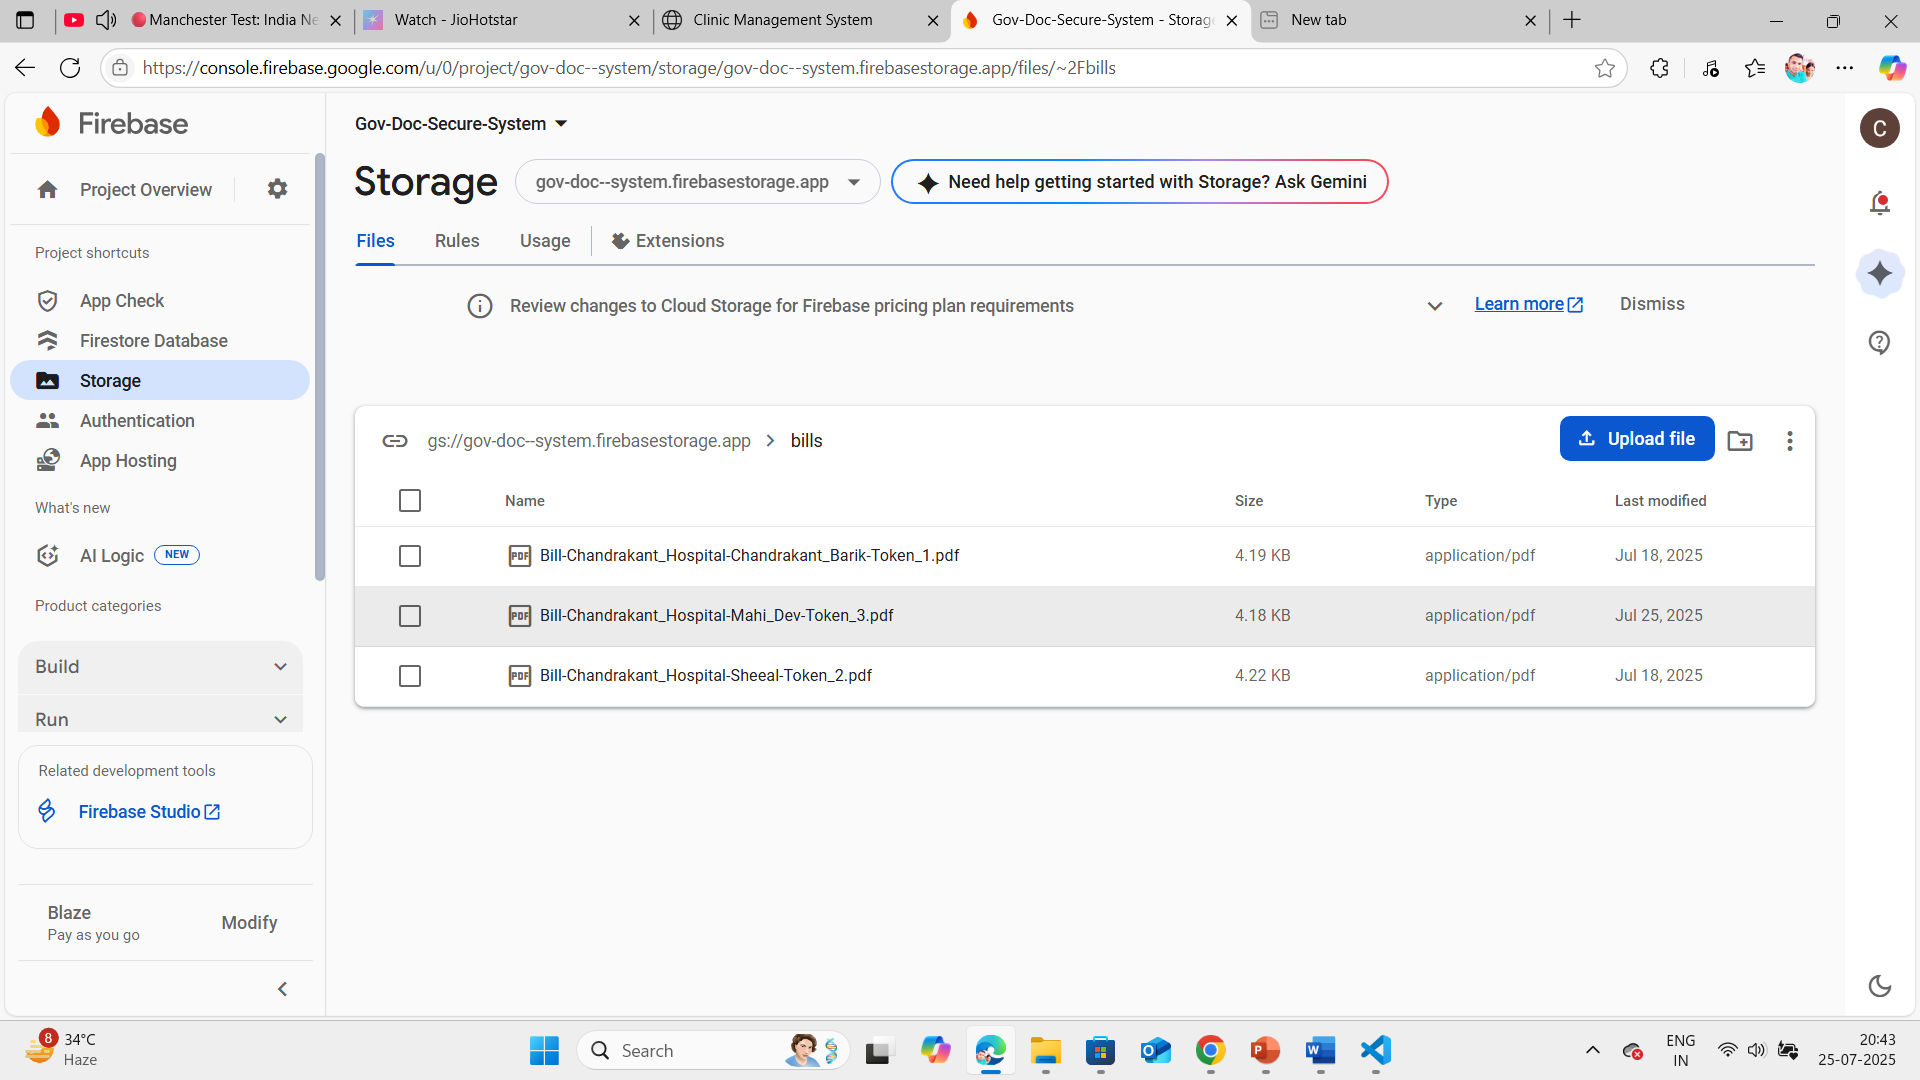 Manchester Test: India Ne
Watch - JioHotstar
Clinic Management System
Gov-Doc-Secure-System - Storage
New tab
https://console.firebase.google.com/u/0/project/gov-doc--system/storage/gov-doc--system.firebasestorage.app/files/~2Fbills
Firebase
Gov-Doc-Secure-System
C
Project Overview
Storage
gov-doc--system.firebasestorage.app
Need help getting started with Storage? Ask Gemini
Files
Rules
Usage
Extensions
Project shortcuts
App Check
Firestore Database
Storage
Authentication
App Hosting
What's new
AI Logic NEW
Product categories
Build
Run
Related development tools
Firebase Studio
Blaze
Pay as you go
Modify
Review changes to Cloud Storage for Firebase pricing plan requirements
Learn more
Dismiss
gs://gov-doc--system.firebasestorage.app > bills
Upload file
Name Size Type Last modified
PDF Bill-Chandrakant_Hospital-Chandrakant_Barik-Token_1.pdf 4.19 KB application/pdf Jul 18, 2025
PDF Bill-Chandrakant_Hospital-Mahi_Dev-Token_3.pdf 4.18 KB application/pdf Jul 25, 2025
PDF Bill-Chandrakant_Hospital-Sheeal-Token_2.pdf 4.22 KB application/pdf Jul 18, 2025
8
34°C
Haze
Search
ENG
IN
20:43
25-07-2025